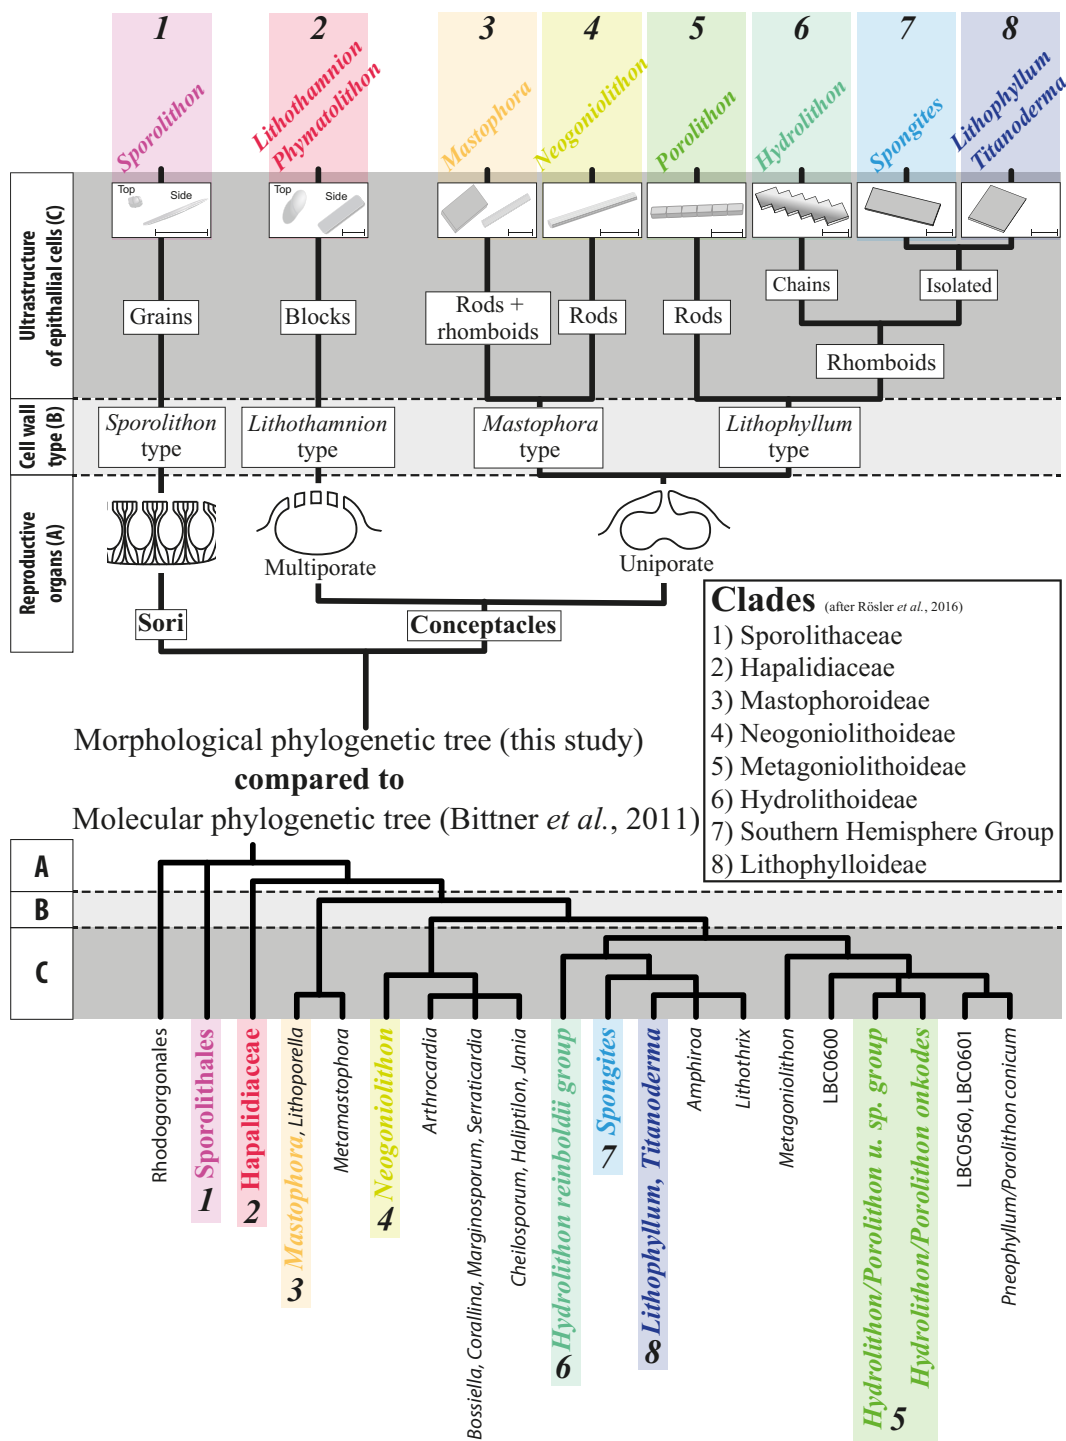 1 2 3 4 5 6 7 8
Sporolithon
Lithothamnion
Phymatolithon
Mastophora
Neogoniolithon
Porolithon
Hydrolithon
Spongites
Lithophyllum
Titanoderma
Ultrastructure
of epithallial cells (C)
Top Side
Top Side
Grains
Blocks
Rods +
rhomboids
Rods
Rods
Chains
Isolated
Rhomboids
Cell wall
type (B)
Sporolithon
type
Lithothamnion
type
Mastophora
type
Lithophyllum
type
Reproductive
organs (A)
Multiporate
Uniporate
Sori
Conceptacles
Clades (after Rösler et al., 2016)
1) Sporolithaceae
2) Hapalidiaceae
3) Mastophoroideae
4) Neogoniolithoideae
5) Metagoniolithoideae
6) Hydrolithoideae
7) Southern Hemisphere Group
8) Lithophylloideae
Morphological phylogenetic tree (this study)
compared to
Molecular phylogenetic tree (Bittner et al., 2011)
A
B
C
Rhodogorgonales
1 Sporolithales
2 Hapalidiaceae
3 Mastophora, Lithoporella
Metamastophora
4 Neogoniolithon
Arthrocardia
Bossiella, Corallina, Marginosporum, Serraticardia
Cheilosporum, Haliptilon, Jania
6 Hydrolithon reinboldii group
7 Spongites
8 Lithophyllum, Titanoderma
Amphiroa
Lithothrix
Metagoniolithon
LBC0600
Hydrolithon/Porolithon u. sp. group
Hydrolithon/Porolithon onkodes
5
LBC0560, LBC0601
Pneophyllum/Porolithon conicum